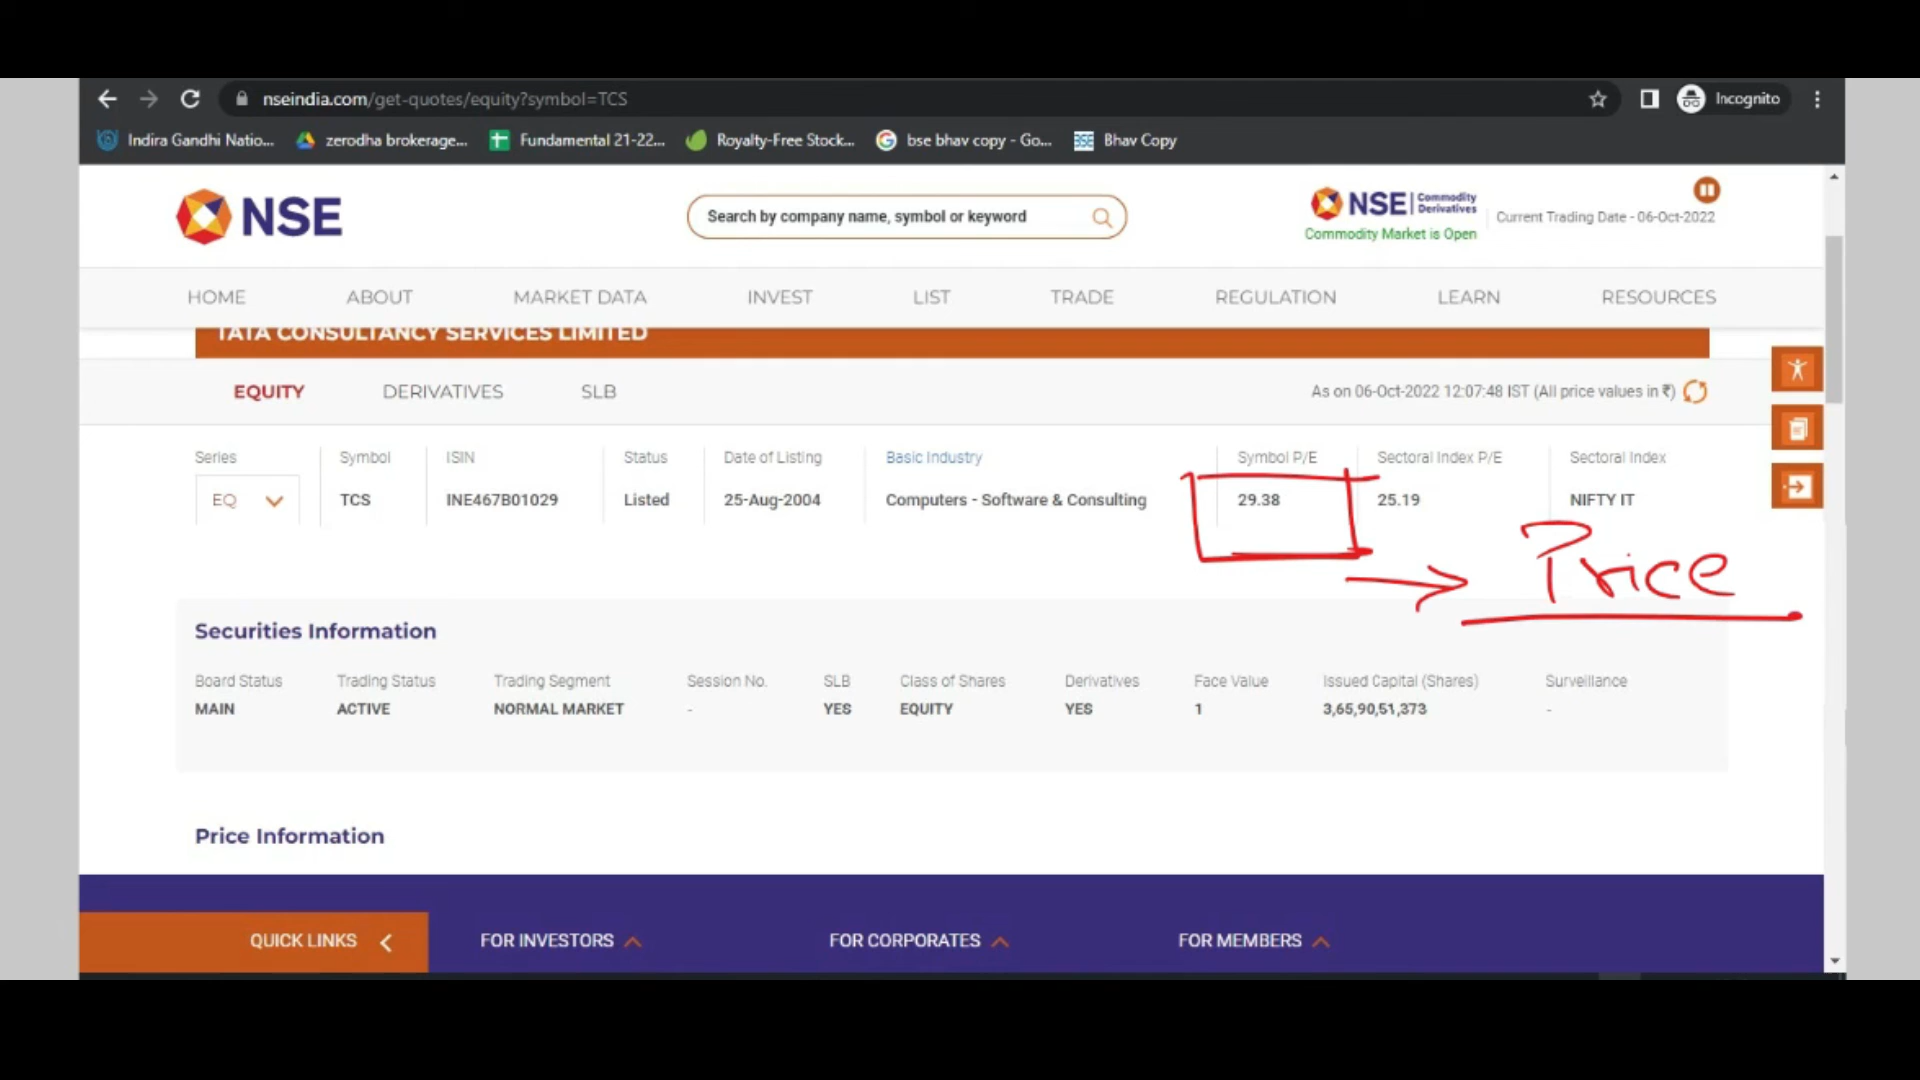 nseindia.com/get-quotes/equity?symbol=TCS Incognito
Indira Gandhi Natio... zerodha brokerage... Fundamental 21-22... Royalty-Free Stock... bse bhav copy - Go... BSE Bhav Copy
NSE Search by company name, symbol or keyword NSE Commodity Derivatives Current Trading Date - 06-Oct-2022
Commodity Market is Open
HOME ABOUT MARKET DATA INVEST LIST TRADE REGULATION LEARN RESOURCES
TATA CONSULTANCY SERVICES LIMITED
EQUITY DERIVATIVES SLB As on 06-Oct-2022 12:07:48 IST (All price values in ₹)
Series Symbol ISIN Status Date of Listing Basic Industry Symbol P/E Sectoral Index P/E Sectoral Index
EQ TCS INE467B01029 Listed 25-Aug-2004 Computers - Software & Consulting 29.38 25.19 NIFTY IT
Price
Securities Information
Board Status Trading Status Trading Segment Session No. SLB Class of Shares Derivatives Face Value Issued Capital (Shares) Surveillance
MAIN ACTIVE NORMAL MARKET - YES EQUITY YES 1 3,65,90,51,373 -
Price Information
QUICK LINKS FOR INVESTORS FOR CORPORATES FOR MEMBERS